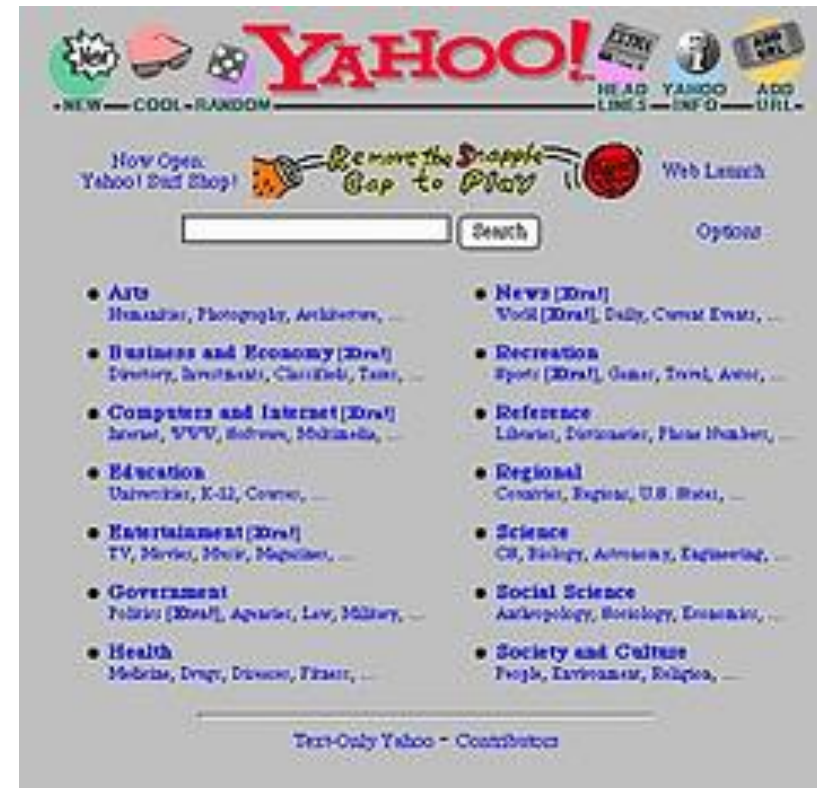 New
EXTRA
i
ADD URL
YAHOO!
NEW COOL RANDOM
HEAD LINES YAHOO INFO ADD URL
Now Open: Yahoo! Surf Shop!
Remove the Snapple Cap to Play
Web Launch
Search
Options
Arts
Humanities, Photography, Architecture, ...
Business and Economy [Xtra!]
Directory, Investments, Classifieds, Taxes, ...
Computers and Internet [Xtra!]
Internet, WWW, Software, Multimedia, ...
Education
Universities, K-12, Courses, ...
Entertainment [Xtra!]
TV, Movies, Music, Magazines, ...
Government
Politics [Xtra!], Agencies, Law, Military, ...
Health
Medicine, Drugs, Diseases, Fitness, ...
News [Xtra!]
World [Xtra!], Daily, Current Events, ...
Recreation
Sports [Xtra!], Games, Travel, Autos, ...
Reference
Libraries, Dictionaries, Phone Numbers, ...
Regional
Countries, Regions, U.S. States, ...
Science
CS, Biology, Astronomy, Engineering, ...
Social Science
Anthropology, Sociology, Economics, ...
Society and Culture
People, Environment, Religion, ...
Text-Only Yahoo - Contributors